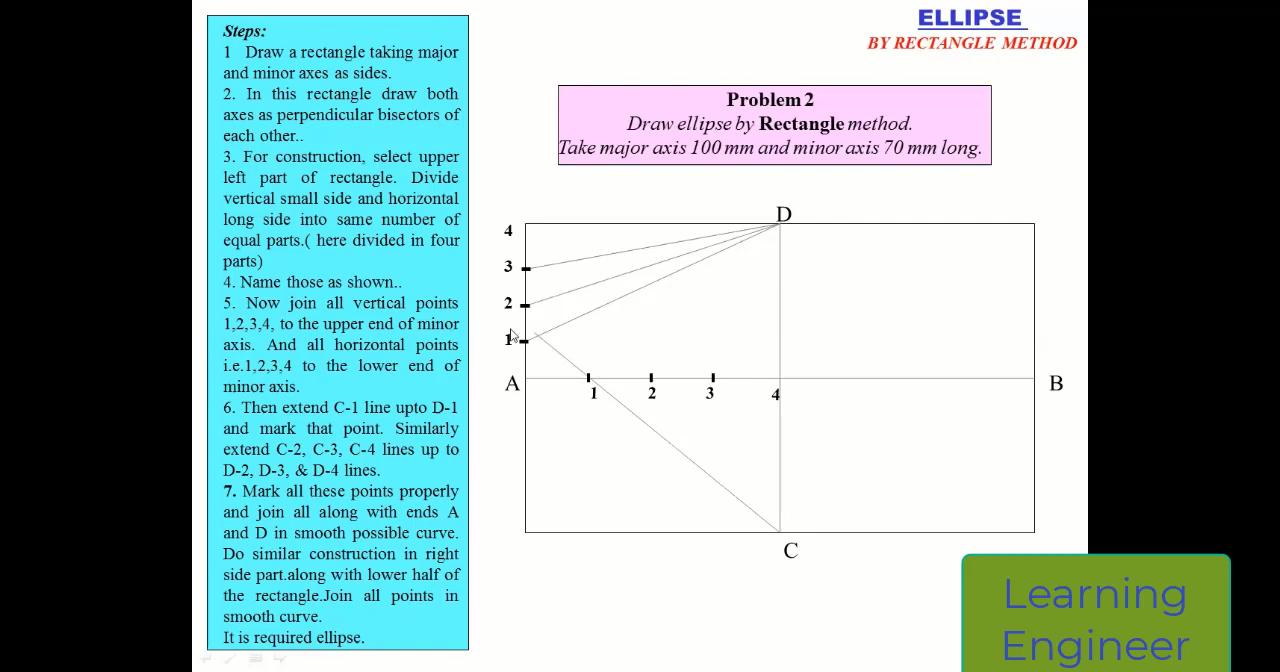 Steps:
1 Draw a rectangle taking major
and minor axes as sides.
2. In this rectangle draw both
axes as perpendicular bisectors of
each other..
3. For construction, select upper
left part of rectangle. Divide
vertical small side and horizontal
long side into same number of
equal parts.( here divided in four
parts)
4. Name those as shown..
5. Now join all vertical points
1,2,3,4, to the upper end of minor
axis. And all horizontal points
i.e.1,2,3,4 to the lower end of
minor axis.
6. Then extend C-1 line upto D-1
and mark that point. Similarly
extend C-2, C-3, C-4 lines up to
D-2, D-3, & D-4 lines.
7. Mark all these points properly
and join all along with ends A
and D in smooth possible curve.
Do similar construction in right
side part.along with lower half of
the rectangle.Join all points in
smooth curve.
It is required ellipse.
ELLIPSE
BY RECTANGLE METHOD
Problem 2
Draw ellipse by Rectangle method.
Take major axis 100 mm and minor axis 70 mm long.
D
4
3
2
1
A
B
1 2 3 4
C
Learning
Engineer